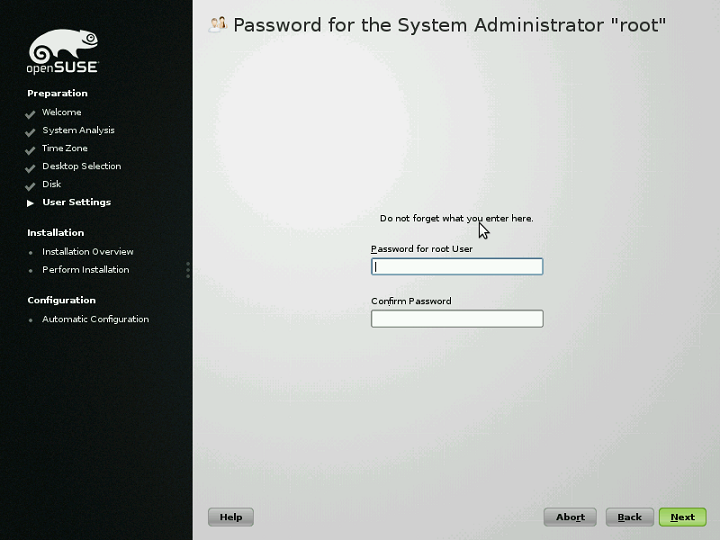 Password for the System Administrator "root"
openSUSE
Preparation
Welcome
System Analysis
Time Zone
Desktop Selection
Disk
User Settings
Installation
Installation Overview
Perform Installation
Configuration
Automatic Configuration
Do not forget what you enter here.
Password for root User
Confirm Password
Help
Abort
Back
Next